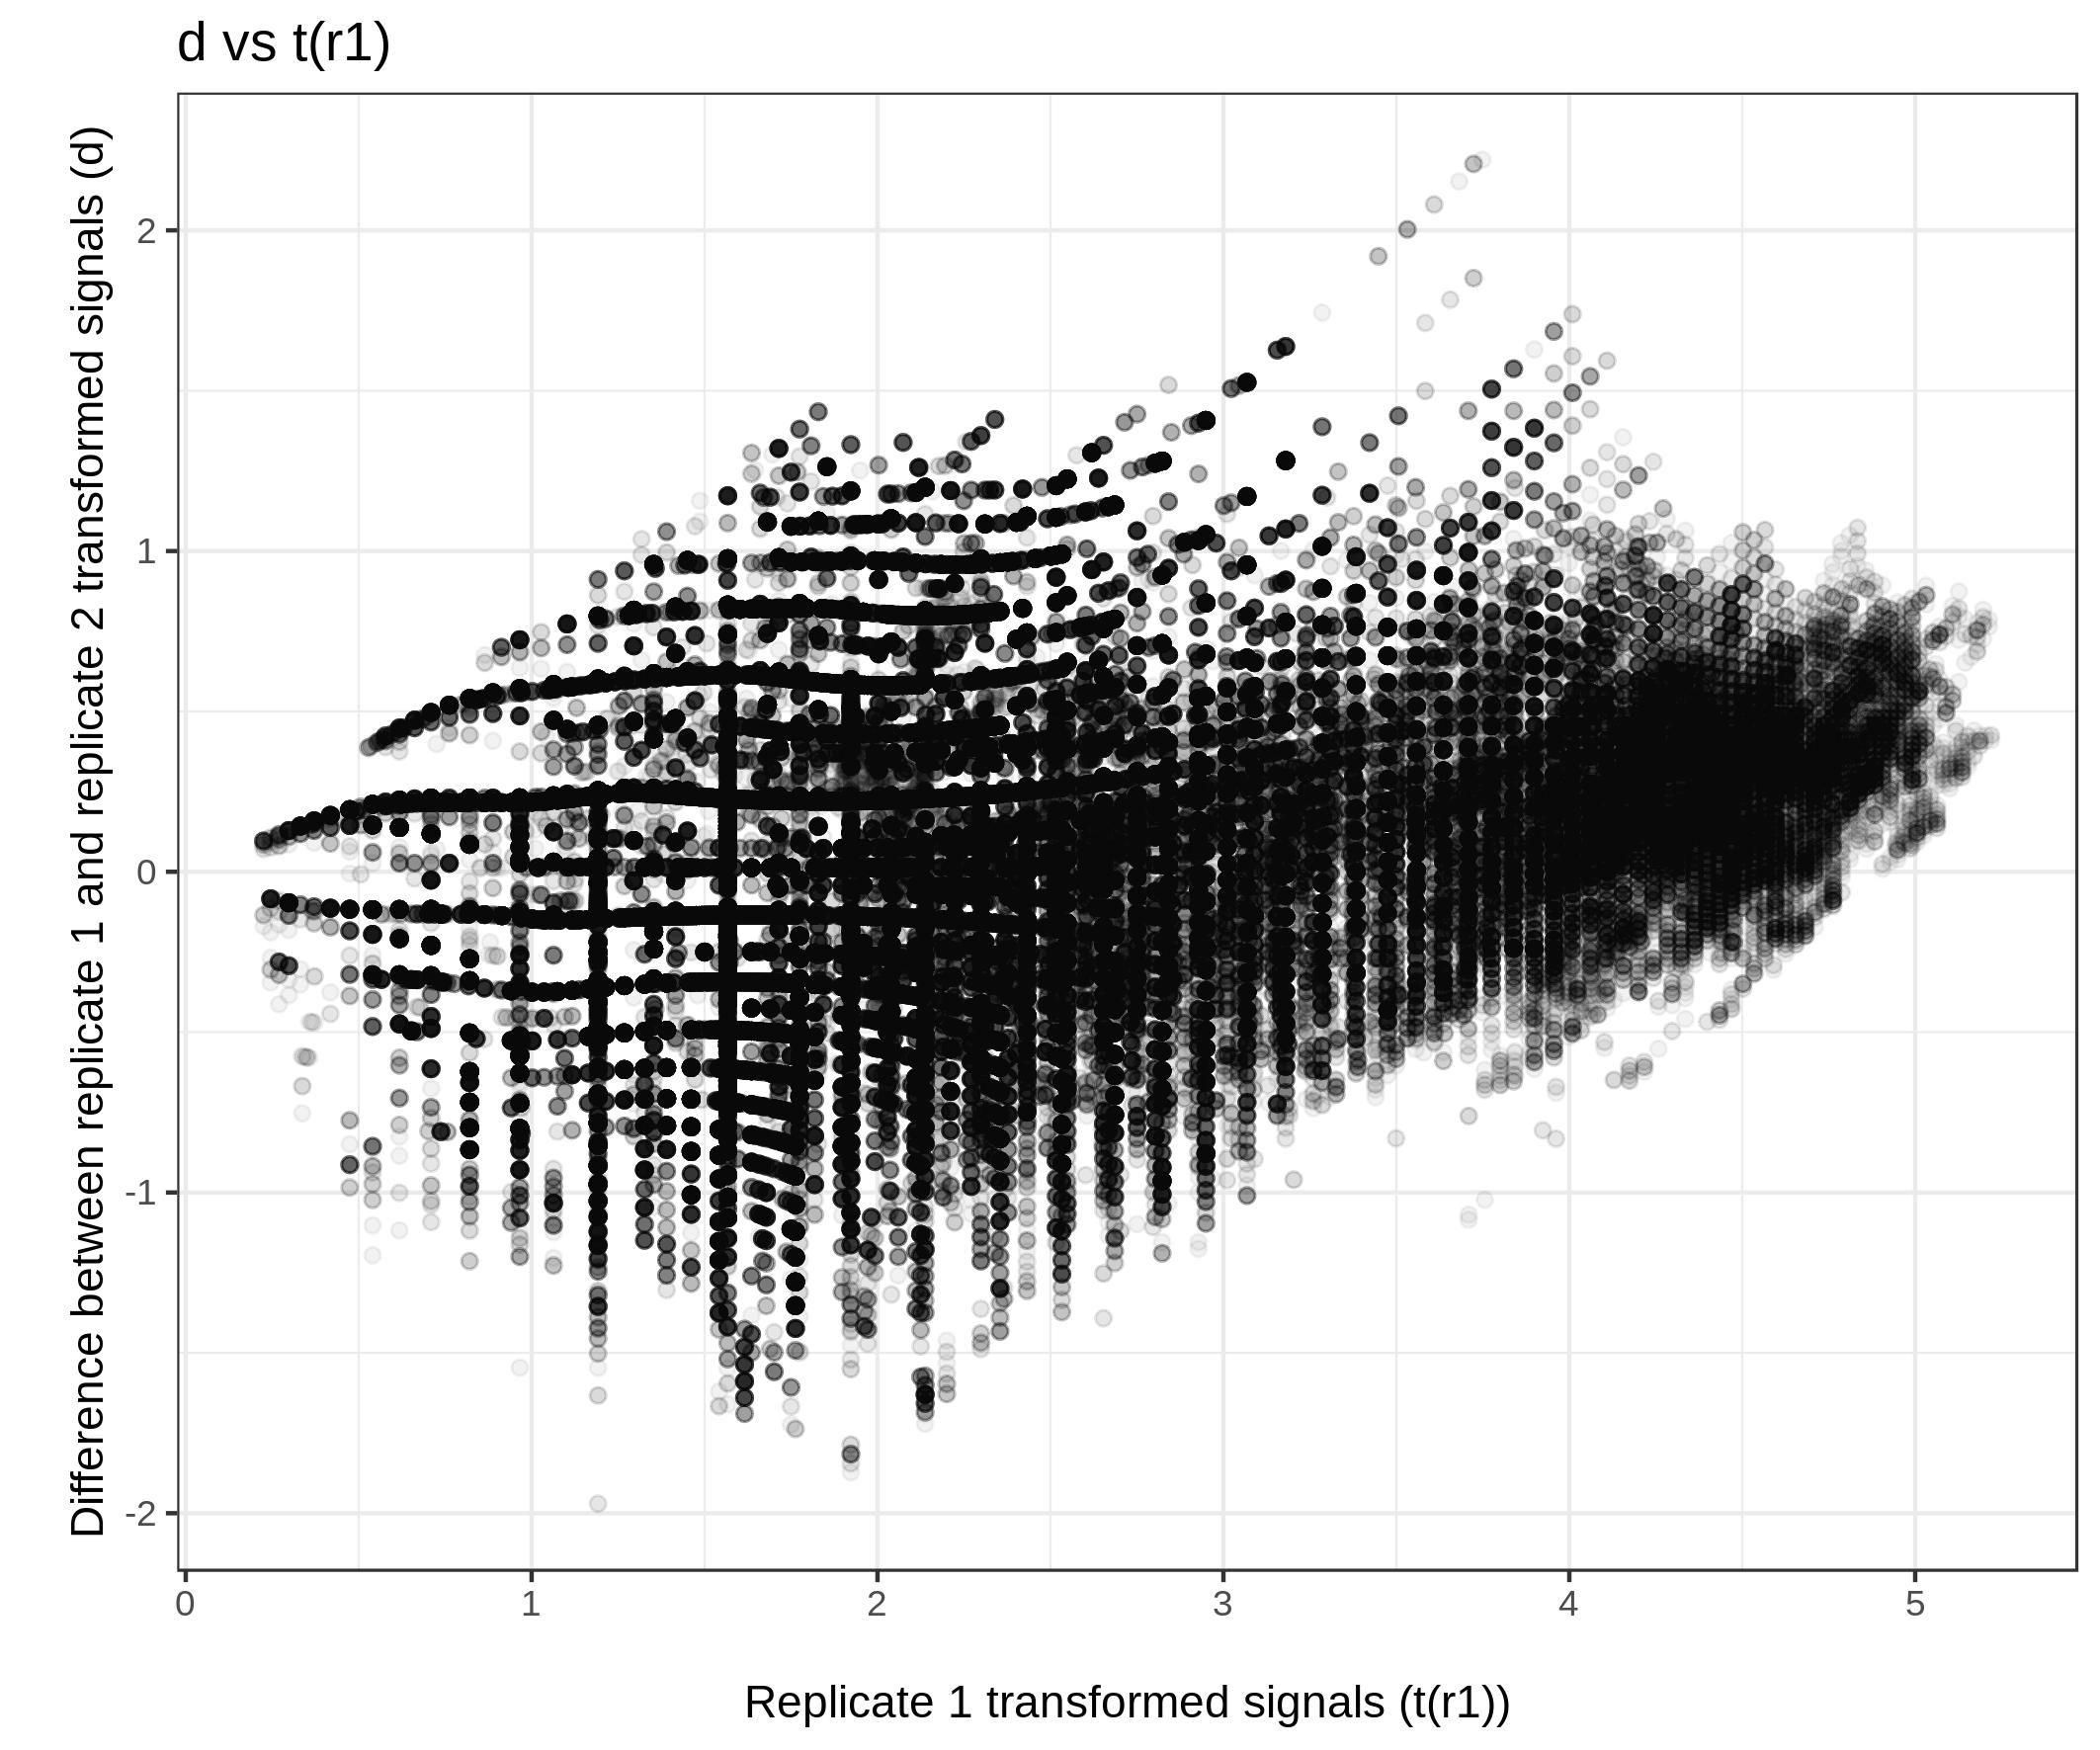 d vs t(r1)
Difference between replicate 1 and replicate 2 transformed signals (d)
2
1
0
-1
-2
0 1 2 3 4 5
Replicate 1 transformed signals (t(r1))